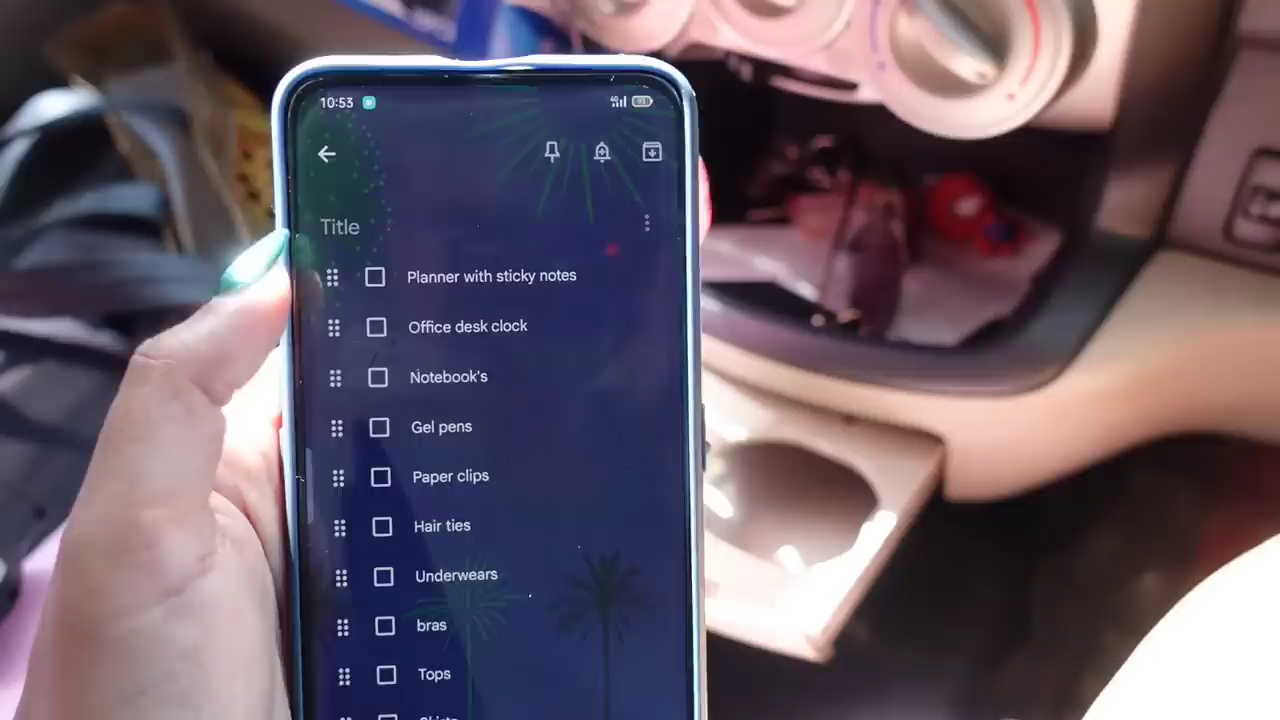 10:53
Title
Planner with sticky notes
Office desk clock
Notebook's
Gel pens
Paper clips
Hair ties
Underwears
bras
Tops